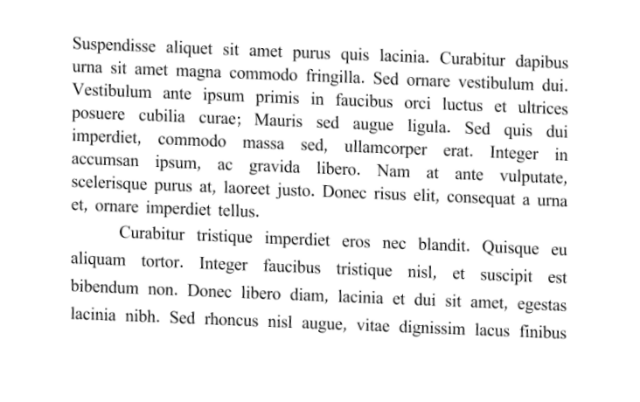 Suspendisse aliquet sit amet purus quis lacinia. Curabitur dapibus
urna sit amet magna commodo fringilla. Sed ornare vestibulum dui.
Vestibulum ante ipsum primis in faucibus orci luctus et ultrices
posuere cubilia curae; Mauris sed augue ligula. Sed quis dui
imperdiet, commodo massa sed, ullamcorper erat. Integer in
accumsan ipsum, ac gravida libero. Nam at ante vulputate,
scelerisque purus at, laoreet justo. Donec risus elit, consequat a urna
et, ornare imperdiet tellus.
Curabitur tristique imperdiet eros nec blandit. Quisque eu
aliquam tortor. Integer faucibus tristique nisl, et suscipit est
bibendum non. Donec libero diam, lacinia et dui sit amet, egestas
lacinia nibh. Sed rhoncus nisl augue, vitae dignissim lacus finibus